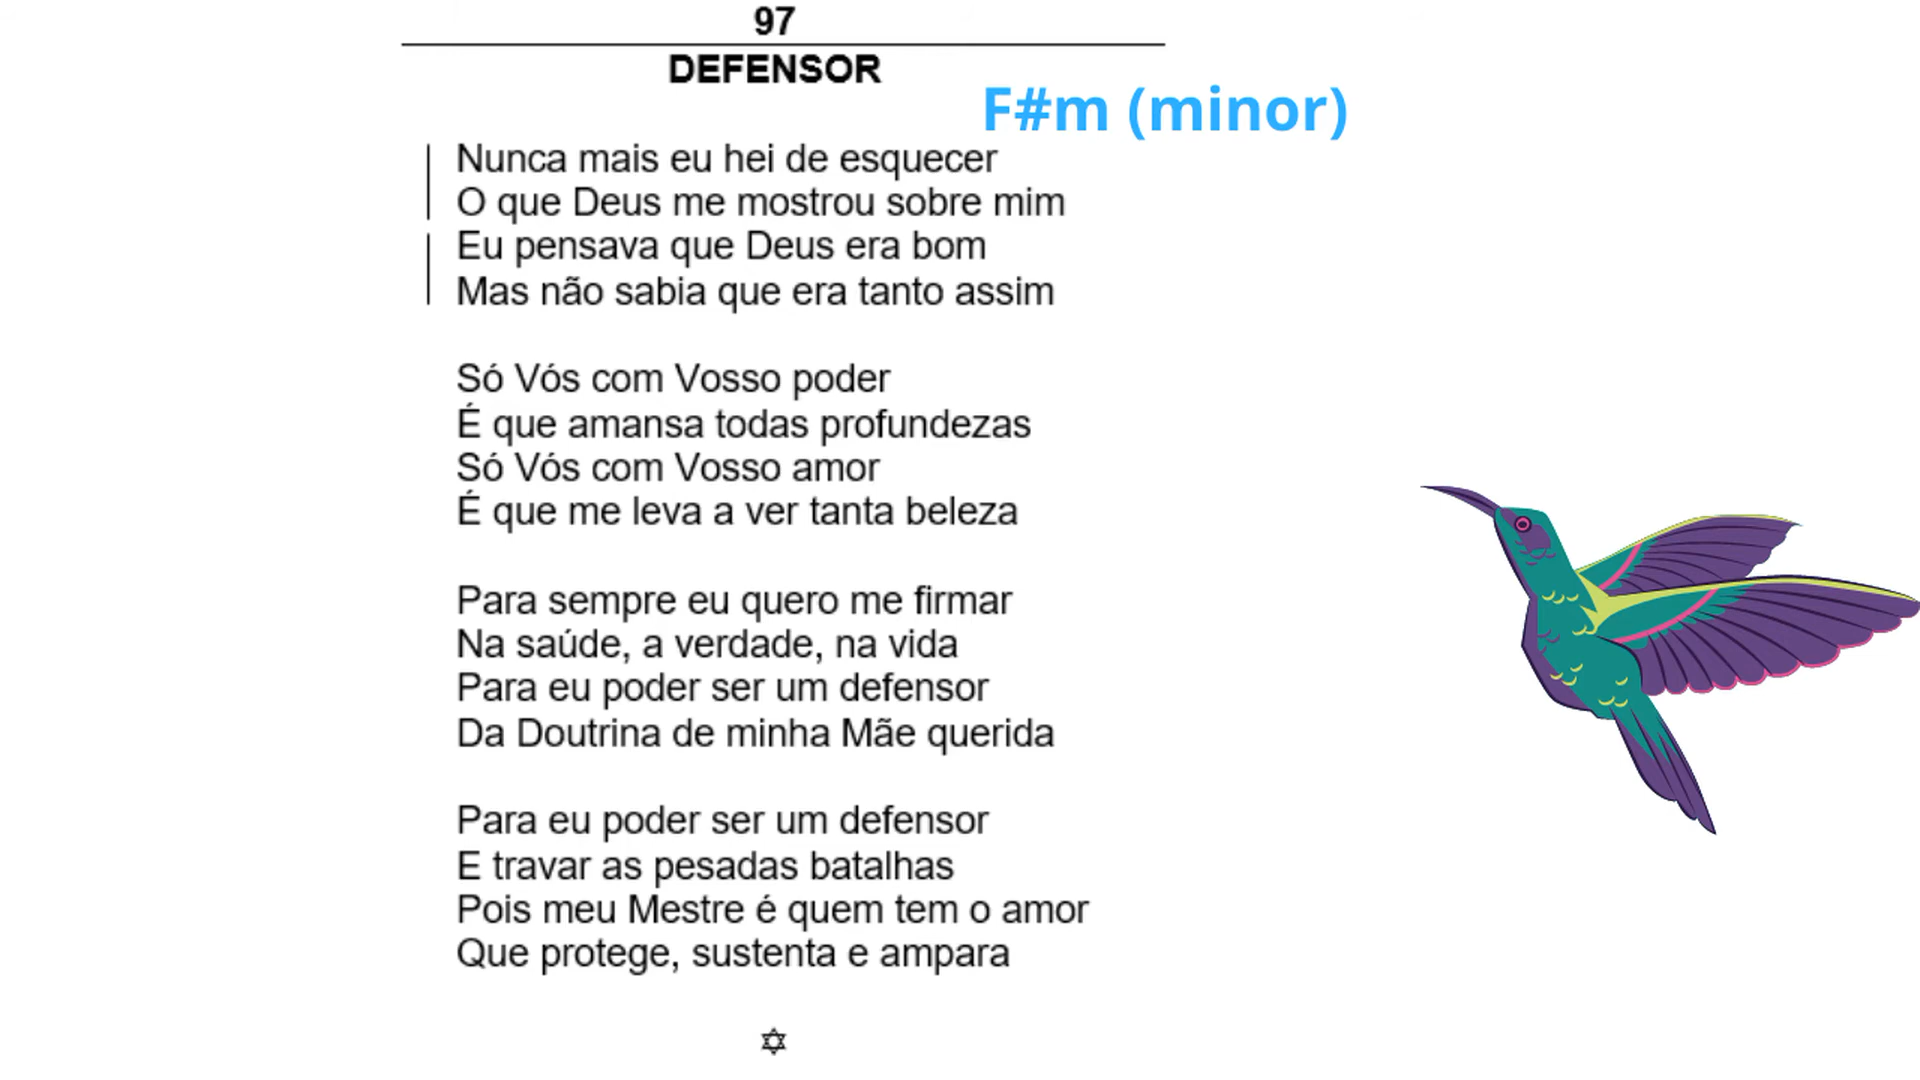 97
DEFENSOR
F#m (minor)
Nunca mais eu hei de esquecer
O que Deus me mostrou sobre mim
Eu pensava que Deus era bom
Mas não sabia que era tanto assim
Só Vós com Vosso poder
É que amansa todas profundezas
Só Vós com Vosso amor
É que me leva a ver tanta beleza
Para sempre eu quero me firmar
Na saúde, a verdade, na vida
Para eu poder ser um defensor
Da Doutrina de minha Mãe querida
Para eu poder ser um defensor
E travar as pesadas batalhas
Pois meu Mestre é quem tem o amor
Que protege, sustenta e ampara